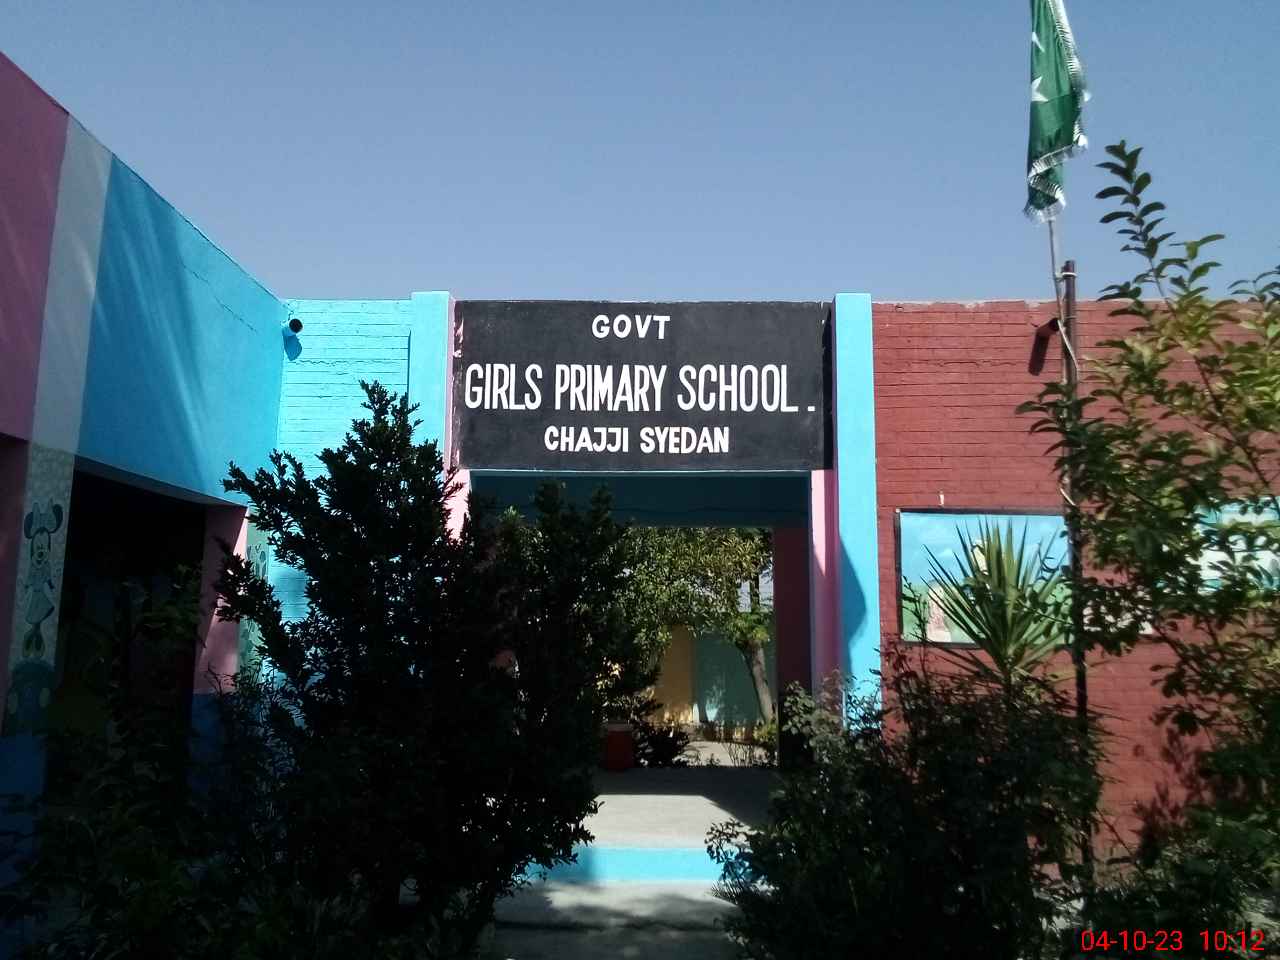 GOVT
GIRLS PRIMARY SCHOOL.
CHAJJI SYEDAN
04-10-23 10:12